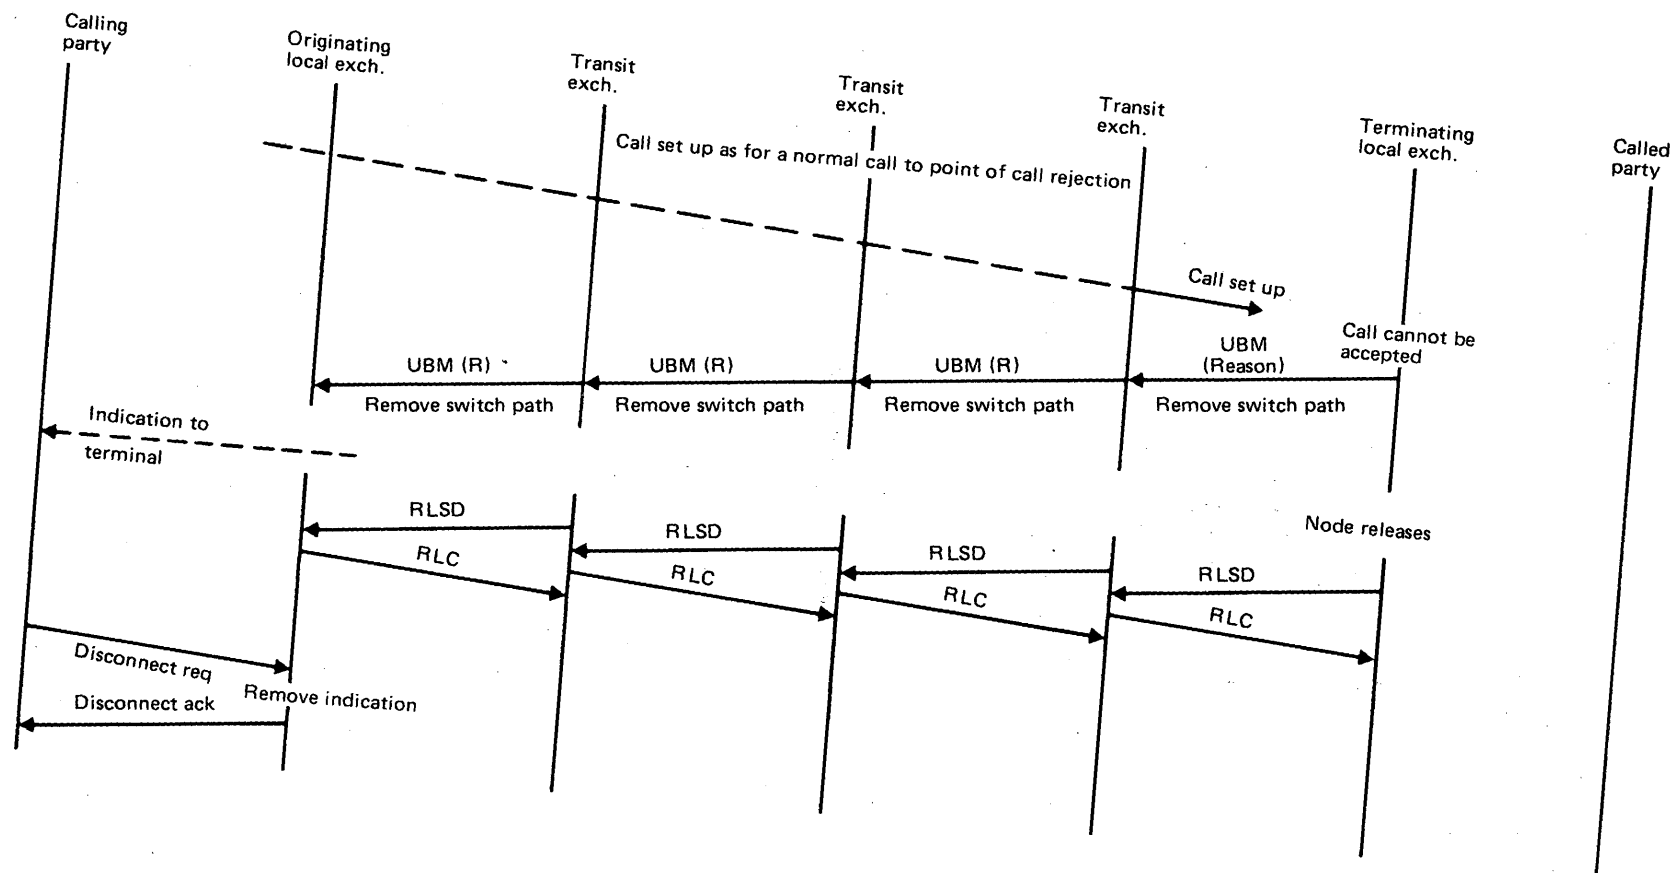 Calling
party
Originating
local exch.
Transit
exch.
Transit
exch.
Transit
exch.
Terminating
local exch.
Called
party
Call set up as for a normal call to point of call rejection
Call set up
Call cannot be
accepted
UBM (R)
UBM (R)
UBM (R)
UBM
(Reason)
Remove switch path
Remove switch path
Remove switch path
Remove switch path
Indication to
terminal
Node releases
RLSD
RLC
RLSD
RLC
RLSD
RLC
RLSD
RLC
Disconnect req
Remove indication
Disconnect ack